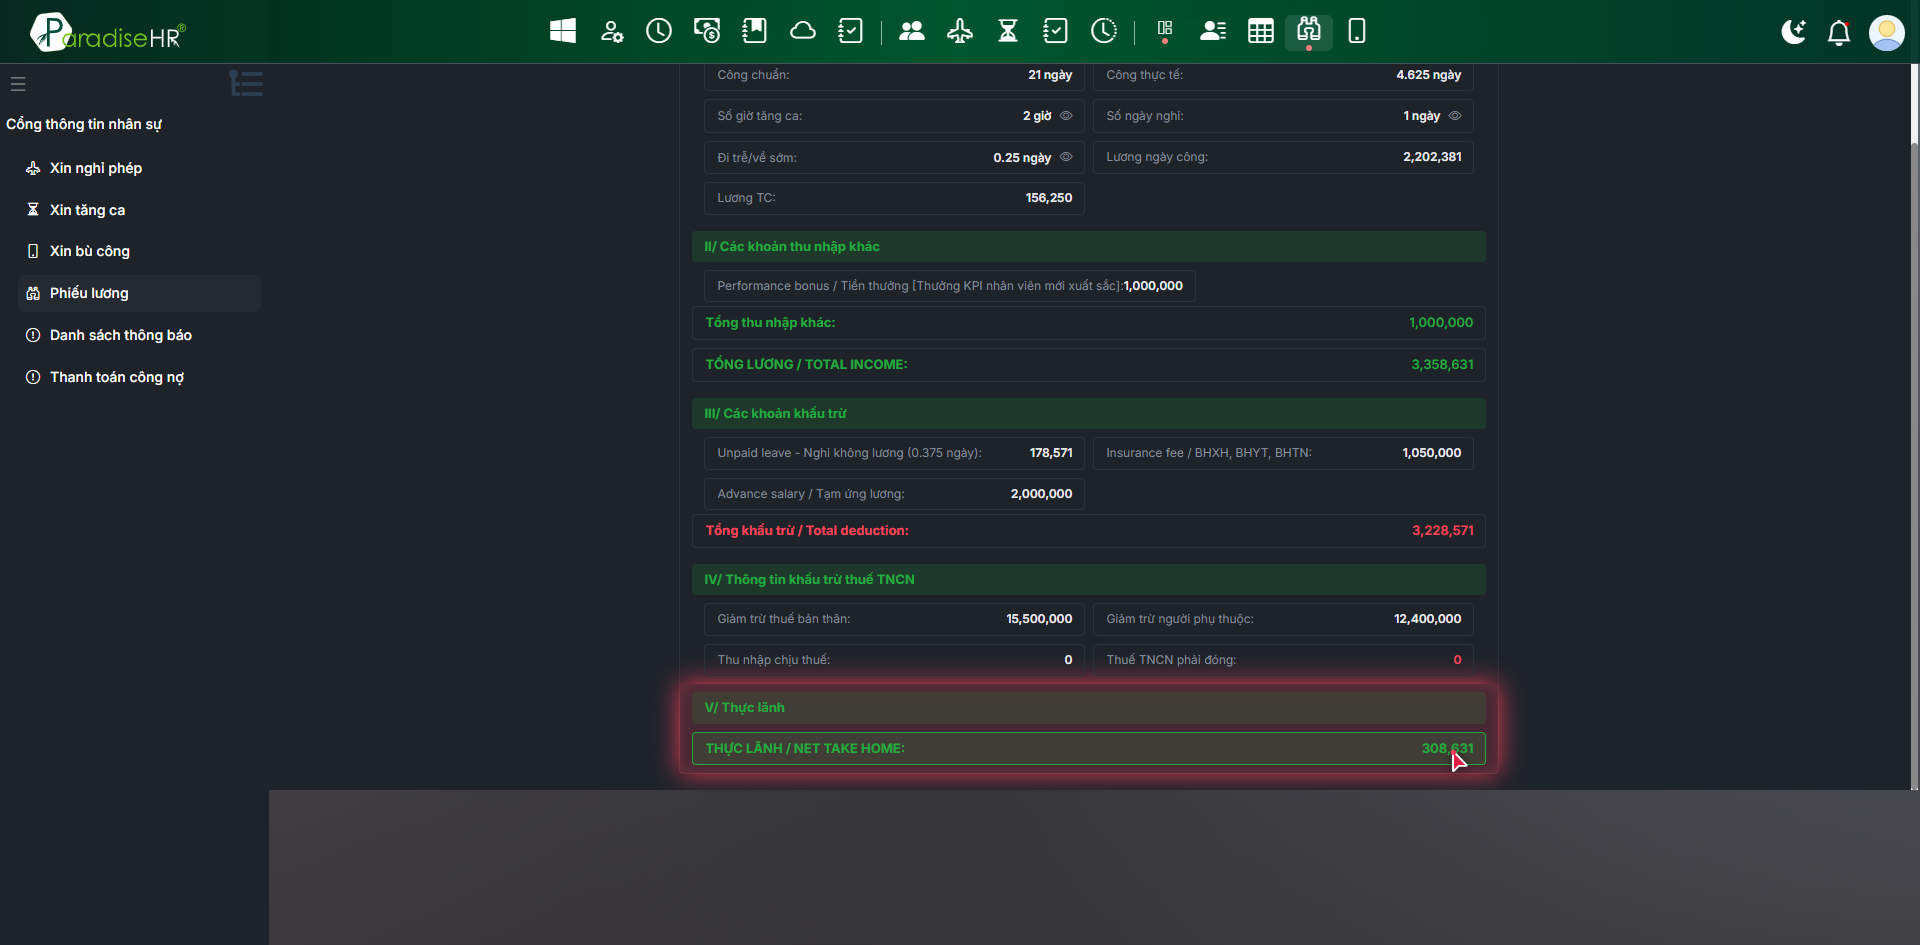 ParadiseHR®
Cổng thông tin nhân sự
Xin nghỉ phép
Xin tăng ca
Xin bù công
Phiếu lương
Danh sách thông báo
Thanh toán công nợ
Công chuẩn: 21 ngày
Công thực tế: 4.625 ngày
Số giờ tăng ca: 2 giờ
Số ngày nghỉ: 1 ngày
Đi trễ/về sớm: 0.25 ngày
Lương ngày công: 2,202,381
Lương TC: 156,250
II/ Các khoản thu nhập khác
Performance bonus / Tiền thưởng [Thưởng KPI nhân viên mới xuất sắc]:1,000,000
Tổng thu nhập khác: 1,000,000
TỔNG LƯƠNG / TOTAL INCOME: 3,358,631
III/ Các khoản khấu trừ
Unpaid leave - Nghỉ không lương (0.375 ngày): 178,571
Insurance fee / BHXH, BHYT, BHTN: 1,050,000
Advance salary / Tạm ứng lương: 2,000,000
Tổng khấu trừ / Total deduction: 3,228,571
IV/ Thông tin khấu trừ thuế TNCN
Giảm trừ thuế bản thân: 15,500,000
Giảm trừ người phụ thuộc: 12,400,000
Thu nhập chịu thuế: 0
Thuế TNCN phải đóng: 0
V/ Thực lãnh
THỰC LÃNH / NET TAKE HOME: 308,631